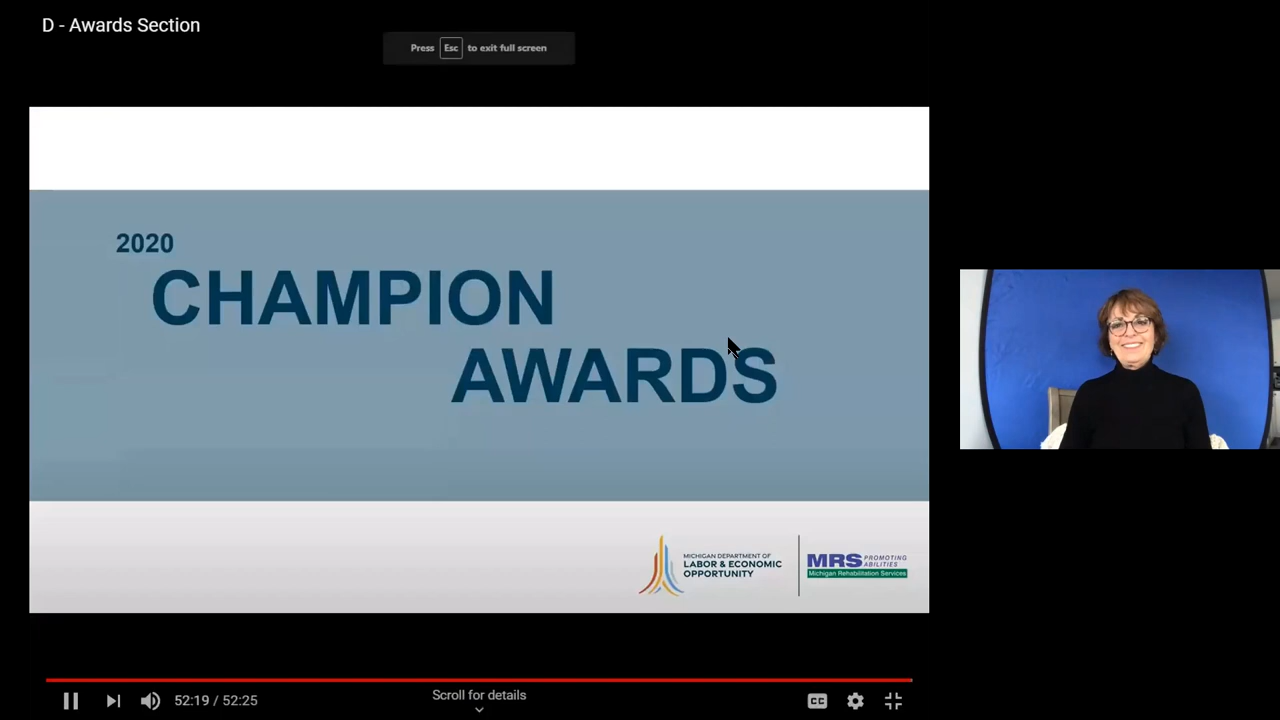 D - Awards Section
Press Esc to exit full screen
2020
CHAMPION
AWARDS
MICHIGAN DEPARTMENT OF
LABOR & ECONOMIC
OPPORTUNITY
MRS PROMOTING
ABILITIES
Michigan Rehabilitation Services
52:19 / 52:25
Scroll for details
CC